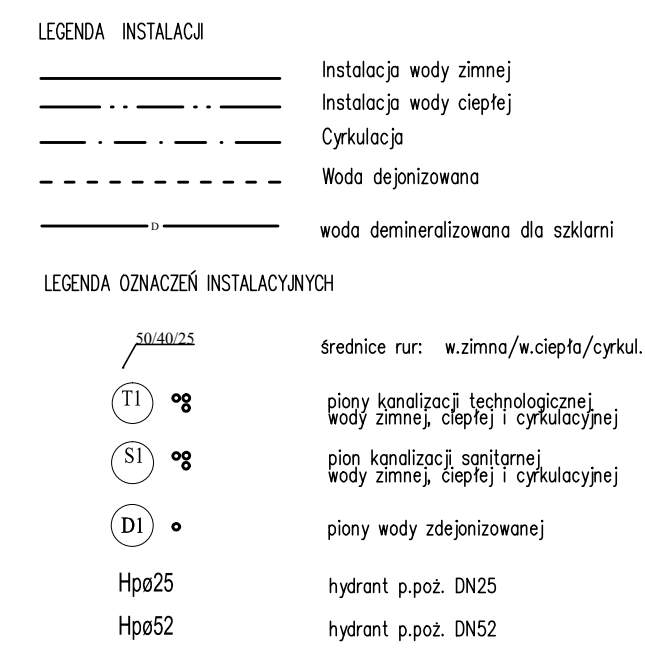 LEGENDA INSTALACJI
Instalacja wody zimnej
Instalacja wody ciepłej
Cyrkulacja
Woda dejonizowana
D woda demineralizowana dla szklarni
LEGENDA OZNACZEŃ INSTALACYJNYCH
50/40/25 średnice rur: w.zimna/w.ciepła/cyrkul.
T1 piony kanalizacji technologicznej
wody zimnej, ciepłej i cyrkulacyjnej
S1 pion kanalizacji sanitarnej
wody zimnej, ciepłej i cyrkulacyjnej
D1 piony wody zdejonizowanej
Hpø25 hydrant p.poż. DN25
Hpø52 hydrant p.poż. DN52